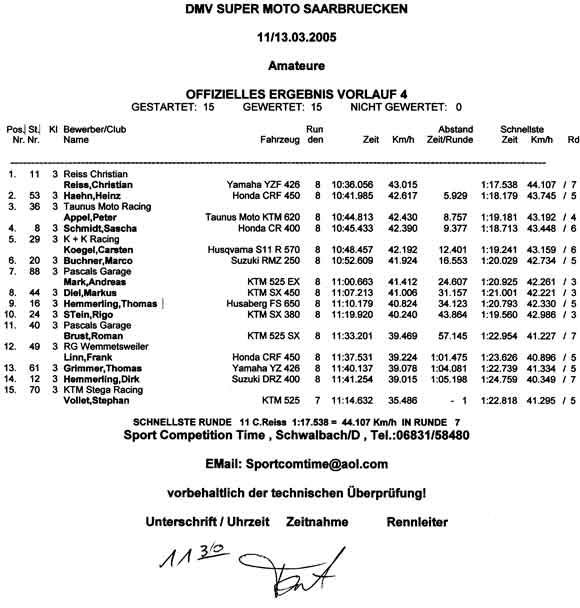 DMV SUPER MOTO SAARBRUECKEN
11/13.03.2005
Amateure
OFFIZIELLES ERGEBNIS VORLAUF 4
GESTARTET: 15 GEWERTET: 15 NICHT GEWERTET: 0
Pos. St. Kl Bewerber/Club Run Abstand Schnellste
Nr. Nr. Name Fahrzeug den Zeit Km/h Zeit/Runde Zeit Km/h Rd
1. 11 3 Reiss Christian
Reiss,Christian Yamaha YZF 426 8 10:36.056 43.015 1:17.538 44.107 / 7
2. 53 3 Haehn,Heinz Honda CRF 450 8 10:41.985 42.617 5.929 1:18.179 43.745 / 5
3. 36 3 Taunus Moto Racing
Appel,Peter Taunus Moto KTM 620 8 10:44.813 42.430 8.757 1:19.181 43.192 / 4
4. 8 3 Schmidt,Sascha Honda CR 400 8 10:45.433 42.390 9.377 1:18.713 43.448 / 6
5. 29 3 K + K Racing
Koegel,Carsten Husqvarna S11 R 570 8 10:48.457 42.192 12.401 1:19.241 43.159 / 6
6. 20 3 Buchner,Marco Suzuki RMZ 250 8 10:52.609 41.924 16.553 1:20.029 42.734 / 5
7. 88 3 Pascals Garage
Mark,Andreas KTM 525 EX 8 11:00.663 41.412 24.607 1:20.925 42.261 / 3
8. 44 3 Diel,Markus KTM SX 450 8 11:07.213 41.006 31.157 1:21.001 42.221 / 3
9. 16 3 Hemmerling,Thomas Husaberg FS 650 8 11:10.179 40.824 34.123 1:20.793 42.330 / 5
10. 24 3 STein,Rigo KTM SX 380 8 11:19.920 40.240 43.864 1:19.560 42.986 / 3
11. 40 3 Pascals Garage
Brust,Roman KTM 525 SX 8 11:33.201 39.469 57.145 1:22.954 41.227 / 7
12. 49 3 RG Wemmetsweiler
Linn,Frank Honda CRF 450 8 11:37.531 39.224 1:01.475 1:23.626 40.896 / 5
13. 61 3 Grimmer,Thomas Yamaha YZ 426 8 11:40.137 39.078 1:04.081 1:22.739 41.334 / 5
14. 12 3 Hemmerling,Dirk Suzuki DRZ 400 8 11:41.254 39.015 1:05.198 1:24.759 40.349 / 7
15. 70 3 KTM Stega Racing
Vollet,Stephan KTM 525 7 11:14.632 35.486 - 1 1:22.818 41.295 / 5
SCHNELLSTE RUNDE 11 C.Reiss 1:17.538 = 44.107 Km/h IN RUNDE 7
Sport Competition Time , Schwalbach/D , Tel.:06831/58480
EMail: Sportcomtime@aol.com
vorbehaltlich der technischen Überprüfung!
Unterschrift / Uhrzeit Zeitnahme Rennleiter
11 30